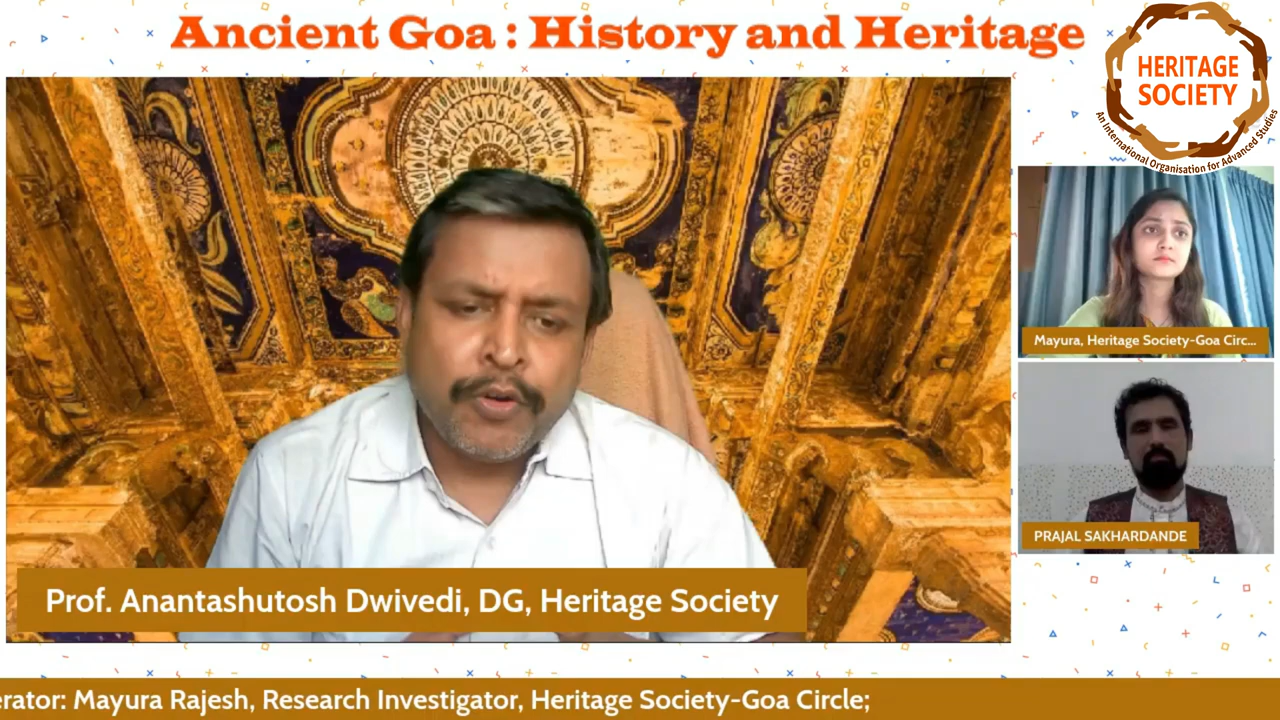 Ancient Goa : History and Heritage
HERITAGE
SOCIETY
An International Organisation for Advanced Studies
Mayura, Heritage Society-Goa Circ...
PRAJAL SAKHARDANDE
Prof. Anantashutosh Dwivedi, DG, Heritage Society
erator: Mayura Rajesh, Research Investigator, Heritage Society-Goa Circle;